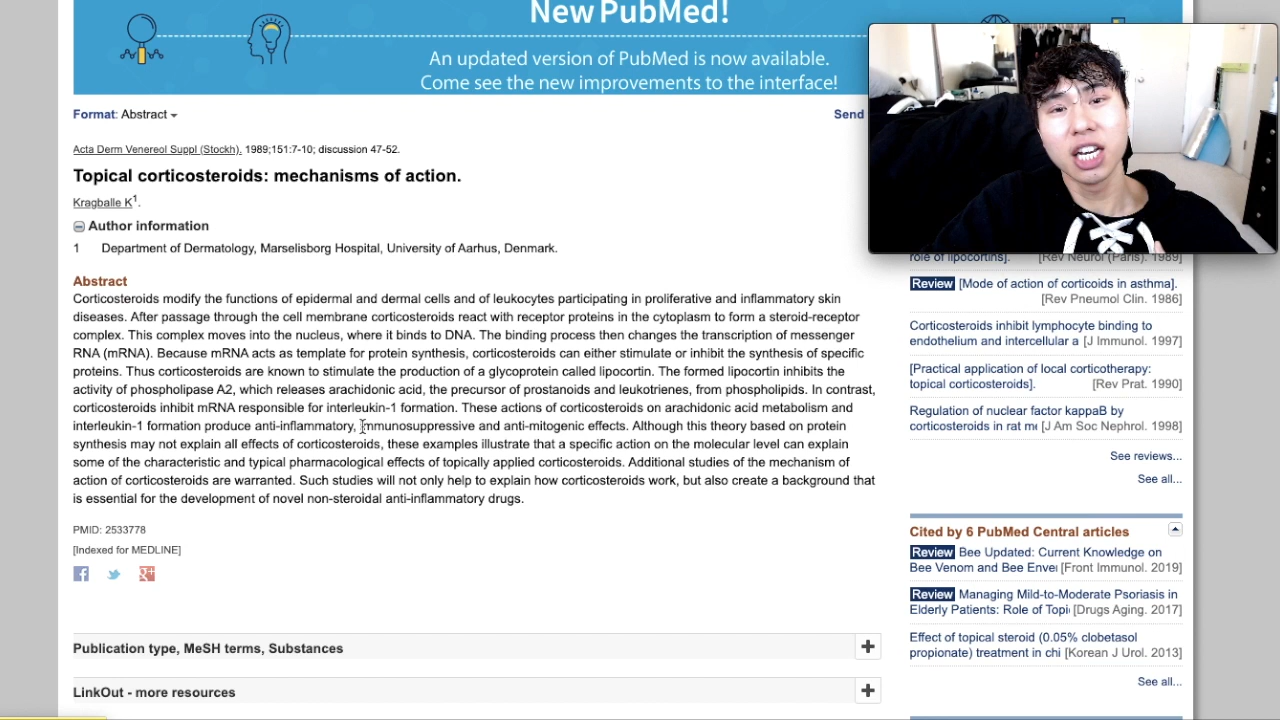 New PubMed!
An updated version of PubMed is now available.
Come see the new improvements to the interface!
Format: Abstract
Send
Acta Derm Venereol Suppl (Stockh). 1989;151:7-10; discussion 47-52.
Topical corticosteroids: mechanisms of action.
Kragballe K1.
Author information
1 Department of Dermatology, Marselisborg Hospital, University of Aarhus, Denmark.
Abstract
Corticosteroids modify the functions of epidermal and dermal cells and of leukocytes participating in proliferative and inflammatory skin
diseases. After passage through the cell membrane corticosteroids react with receptor proteins in the cytoplasm to form a steroid-receptor
complex. This complex moves into the nucleus, where it binds to DNA. The binding process then changes the transcription of messenger
RNA (mRNA). Because mRNA acts as template for protein synthesis, corticosteroids can either stimulate or inhibit the synthesis of specific
proteins. Thus corticosteroids are known to stimulate the production of a glycoprotein called lipocortin. The formed lipocortin inhibits the
activity of phospholipase A2, which releases arachidonic acid, the precursor of prostanoids and leukotrienes, from phospholipids. In contrast,
corticosteroids inhibit mRNA responsible for interleukin-1 formation. These actions of corticosteroids on arachidonic acid metabolism and
interleukin-1 formation produce anti-inflammatory, immunosuppressive and anti-mitogenic effects. Although this theory based on protein
synthesis may not explain all effects of corticosteroids, these examples illustrate that a specific action on the molecular level can explain
some of the characteristic and typical pharmacological effects of topically applied corticosteroids. Additional studies of the mechanism of
action of corticosteroids are warranted. Such studies will not only help to explain how corticosteroids work, but also create a background that
is essential for the development of novel non-steroidal anti-inflammatory drugs.
PMID: 2533778
[Indexed for MEDLINE]
Publication type, MeSH terms, Substances
LinkOut - more resources
role of lipocortins]. [Rev Neurol (Paris). 1989]
Review [Mode of action of corticoids in asthma].
[Rev Pneumol Clin. 1986]
Corticosteroids inhibit lymphocyte binding to
endothelium and intercellular a [J Immunol. 1997]
[Practical application of local corticotherapy:
topical corticosteroids]. [Rev Prat. 1990]
Regulation of nuclear factor kappaB by
corticosteroids in rat me [J Am Soc Nephrol. 1998]
See reviews...
See all...
Cited by 6 PubMed Central articles
Review Bee Updated: Current Knowledge on
Bee Venom and Bee Enve [Front Immunol. 2019]
Review Managing Mild-to-Moderate Psoriasis in
Elderly Patients: Role of Topi [Drugs Aging. 2017]
Effect of topical steroid (0.05% clobetasol
propionate) treatment in chi [Korean J Urol. 2013]
See all...